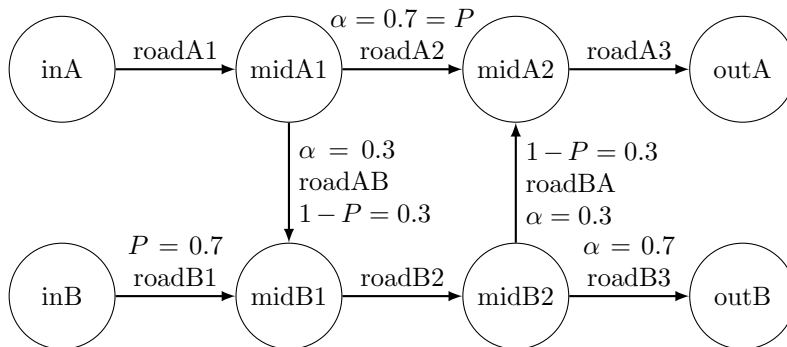 α = 0.7 = P
inA
roadA1
midA1
roadA2
midA2
roadA3
outA
α = 0.3
roadAB
1 − P = 0.3
1 − P = 0.3
roadBA
α = 0.3
P = 0.7
α = 0.7
inB
roadB1
midB1
roadB2
midB2
roadB3
outB